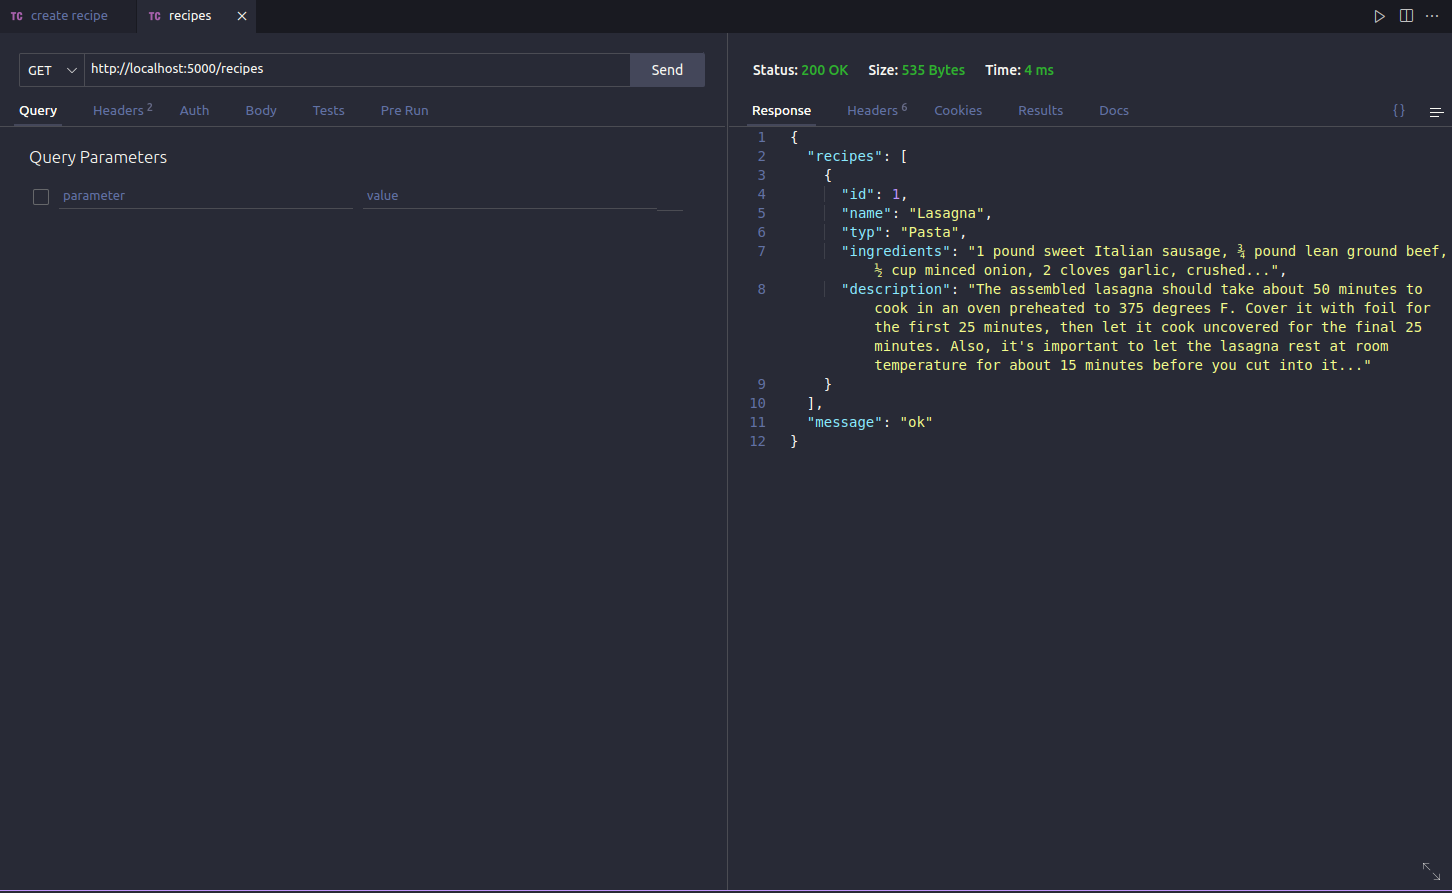 TC create recipe TC recipes
GET http://localhost:5000/recipes Send
Query Headers 2 Auth Body Tests Pre Run
Query Parameters
parameter value
Status: 200 OK Size: 535 Bytes Time: 4 ms
Response Headers 6 Cookies Results Docs {}
1 {
2 "recipes": [
3 {
4 "id": 1,
5 "name": "Lasagna",
6 "typ": "Pasta",
7 "ingredients": "1 pound sweet Italian sausage, ¾ pound lean ground beef,
½ cup minced onion, 2 cloves garlic, crushed...",
8 "description": "The assembled lasagna should take about 50 minutes to
cook in an oven preheated to 375 degrees F. Cover it with foil for
the first 25 minutes, then let it cook uncovered for the final 25
minutes. Also, it's important to let the lasagna rest at room
temperature for about 15 minutes before you cut into it..."
9 }
10 ],
11 "message": "ok"
12 }